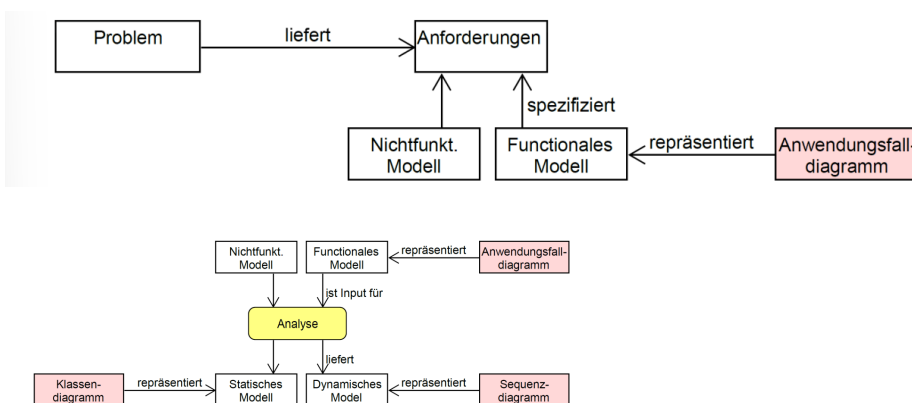 Problem
liefert
Anforderungen
spezifiziert
Nichtfunkt.
Modell
Functionales
Modell
repräsentiert
Anwendungsfall-
diagramm
Nichtfunkt.
Modell
Functionales
Modell
repräsentiert
Anwendungsfall-
diagramm
ist Input für
Analyse
liefert
Klassen-
diagramm
repräsentiert
Statisches
Modell
Dynamisches
Model
repräsentiert
Sequenz-
diagramm